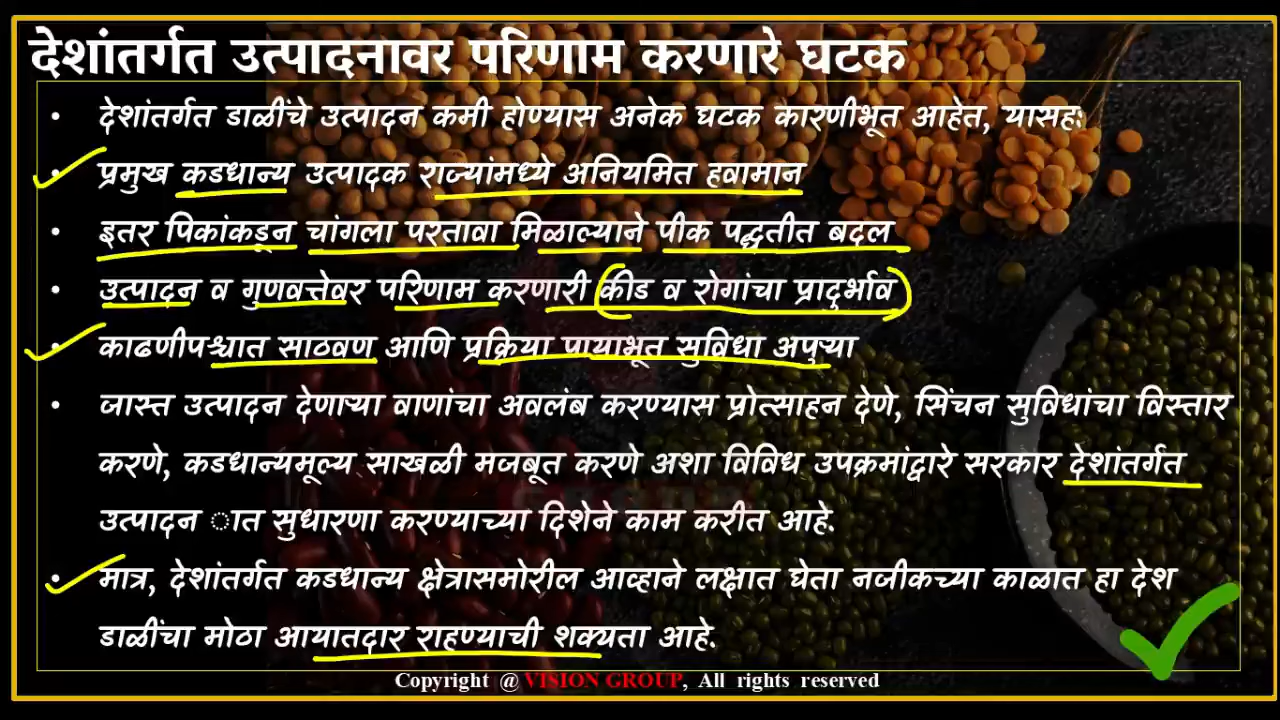 देशांतर्गत उत्पादनावर परिणाम करणारे घटक
• देशांतर्गत डाळींचे उत्पादन कमी होण्यास अनेक घटक कारणीभूत आहेत, यासह:
• प्रमुख कडधान्य उत्पादक राज्यांमध्ये अनियमित हवामान
• इतर पिकांकडून चांगला परतावा मिळाल्याने पीक पद्धतीत बदल
• उत्पादन व गुणवत्तेवर परिणाम करणारी कीड व रोगांचा प्रादुर्भाव
• काढणीपश्चात साठवण आणि प्रक्रिया पायाभूत सुविधा अपुऱ्या
• जास्त उत्पादन देणाऱ्या वाणांचा अवलंब करण्यास प्रोत्साहन देणे, सिंचन सुविधांचा विस्तार
करणे, कडधान्यमूल्य साखळी मजबूत करणे अशा विविध उपक्रमांद्वारे सरकार देशांतर्गत
उत्पादन ात सुधारणा करण्याच्या दिशेने काम करीत आहे.
• मात्र, देशांतर्गत कडधान्य क्षेत्रासमोरील आव्हाने लक्षात घेता नजीकच्या काळात हा देश
डाळींचा मोठा आयातदार राहण्याची शक्यता आहे.
Copyright @ VISION GROUP, All rights reserved